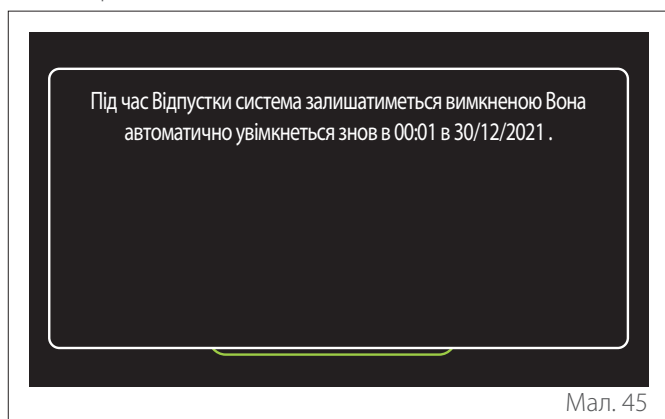 Під час Відпустки система залишатиметься вимкненою Вона
автоматично увімкнеться знов в 00:01 в 30/12/2021 .
Мал. 45